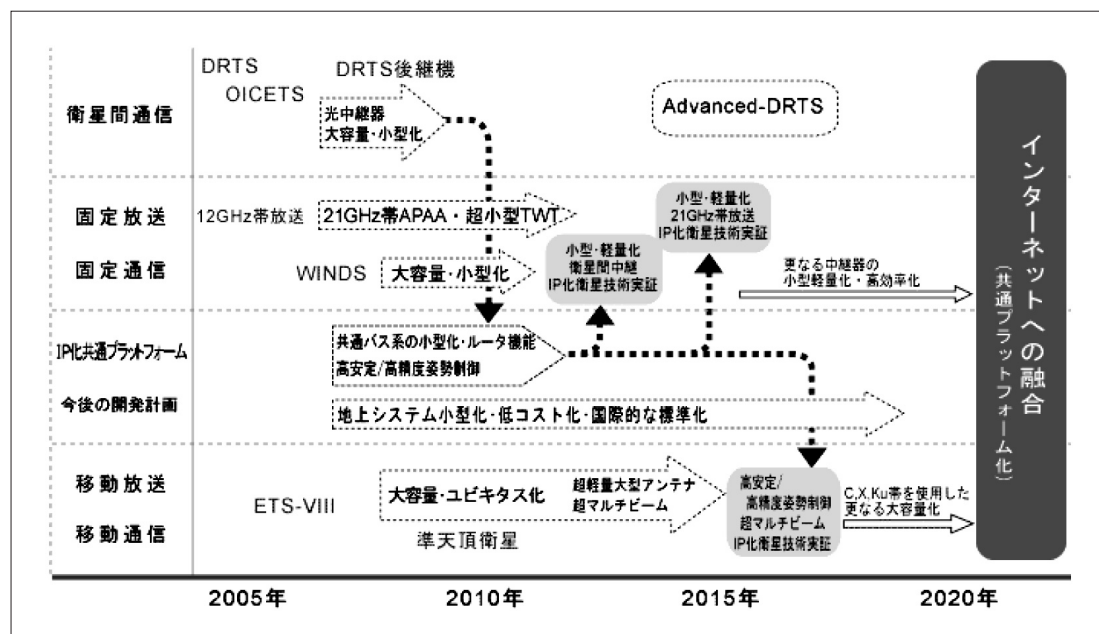 DRTS
OICETS
DRTS後継機
衛星間通信
光中継器
大容量・小型化
Advanced-DRTS
固定放送
12GHz帯放送
21GHz帯APAA・超小型TWT
小型・軽量化
21GHz帯放送
IP化衛星技術実証
固定通信
WINDS
大容量・小型化
小型・軽量化
衛星間中継
IP化衛星技術実証
更なる中継器の
小型軽量化・高効率化
IP化共通プラットフォーム
今後の開発計画
共通バス系の小型化・ルータ機能
高安定/高精度姿勢制御
地上システム小型化・低コスト化・国際的な標準化
移動放送
移動通信
ETS-VIII
大容量・ユビキタス化
超軽量大型アンテナ
超マルチビーム
準天頂衛星
高安定/
高精度姿勢制御
超マルチビーム
IP化衛星技術実証
C,X,Ku帯を使用した
更なる大容量化
インターネットへの融合
(共通プラットフォーム化)
2005年
2010年
2015年
2020年